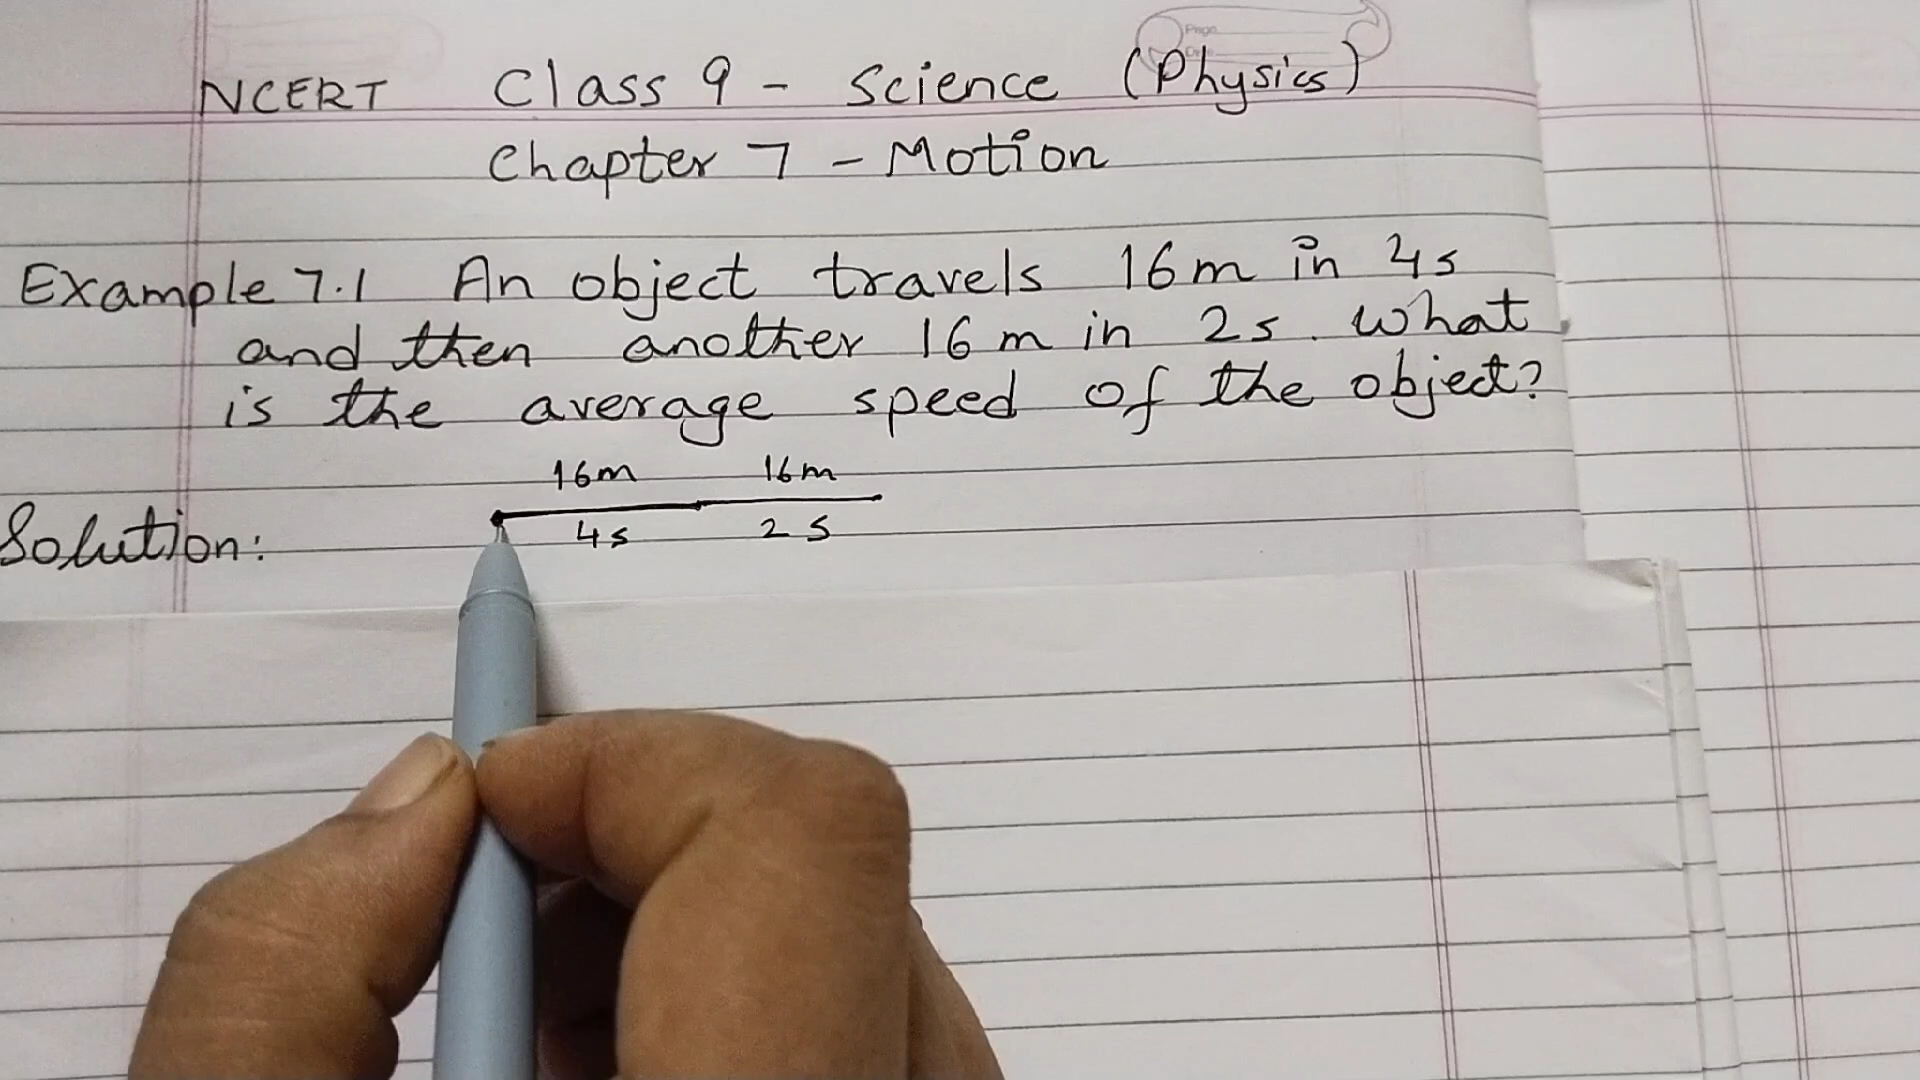 Page
NCERT Class 9 - Science (Physics)
Chapter 7 - Motion
Example 7.1 An object travels 16m in 4s
and then another 16 m in 2s. What
is the average speed of the object?
16m 16m
Solution: 4s 2s